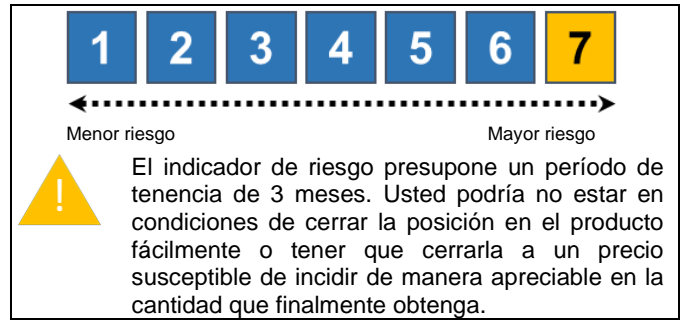 1 2 3 4 5 6 7
Menor riesgo Mayor riesgo
!
El indicador de riesgo presupone un período de
tenencia de 3 meses. Usted podría no estar en
condiciones de cerrar la posición en el producto
fácilmente o tener que cerrarla a un precio
susceptible de incidir de manera apreciable en la
cantidad que finalmente obtenga.